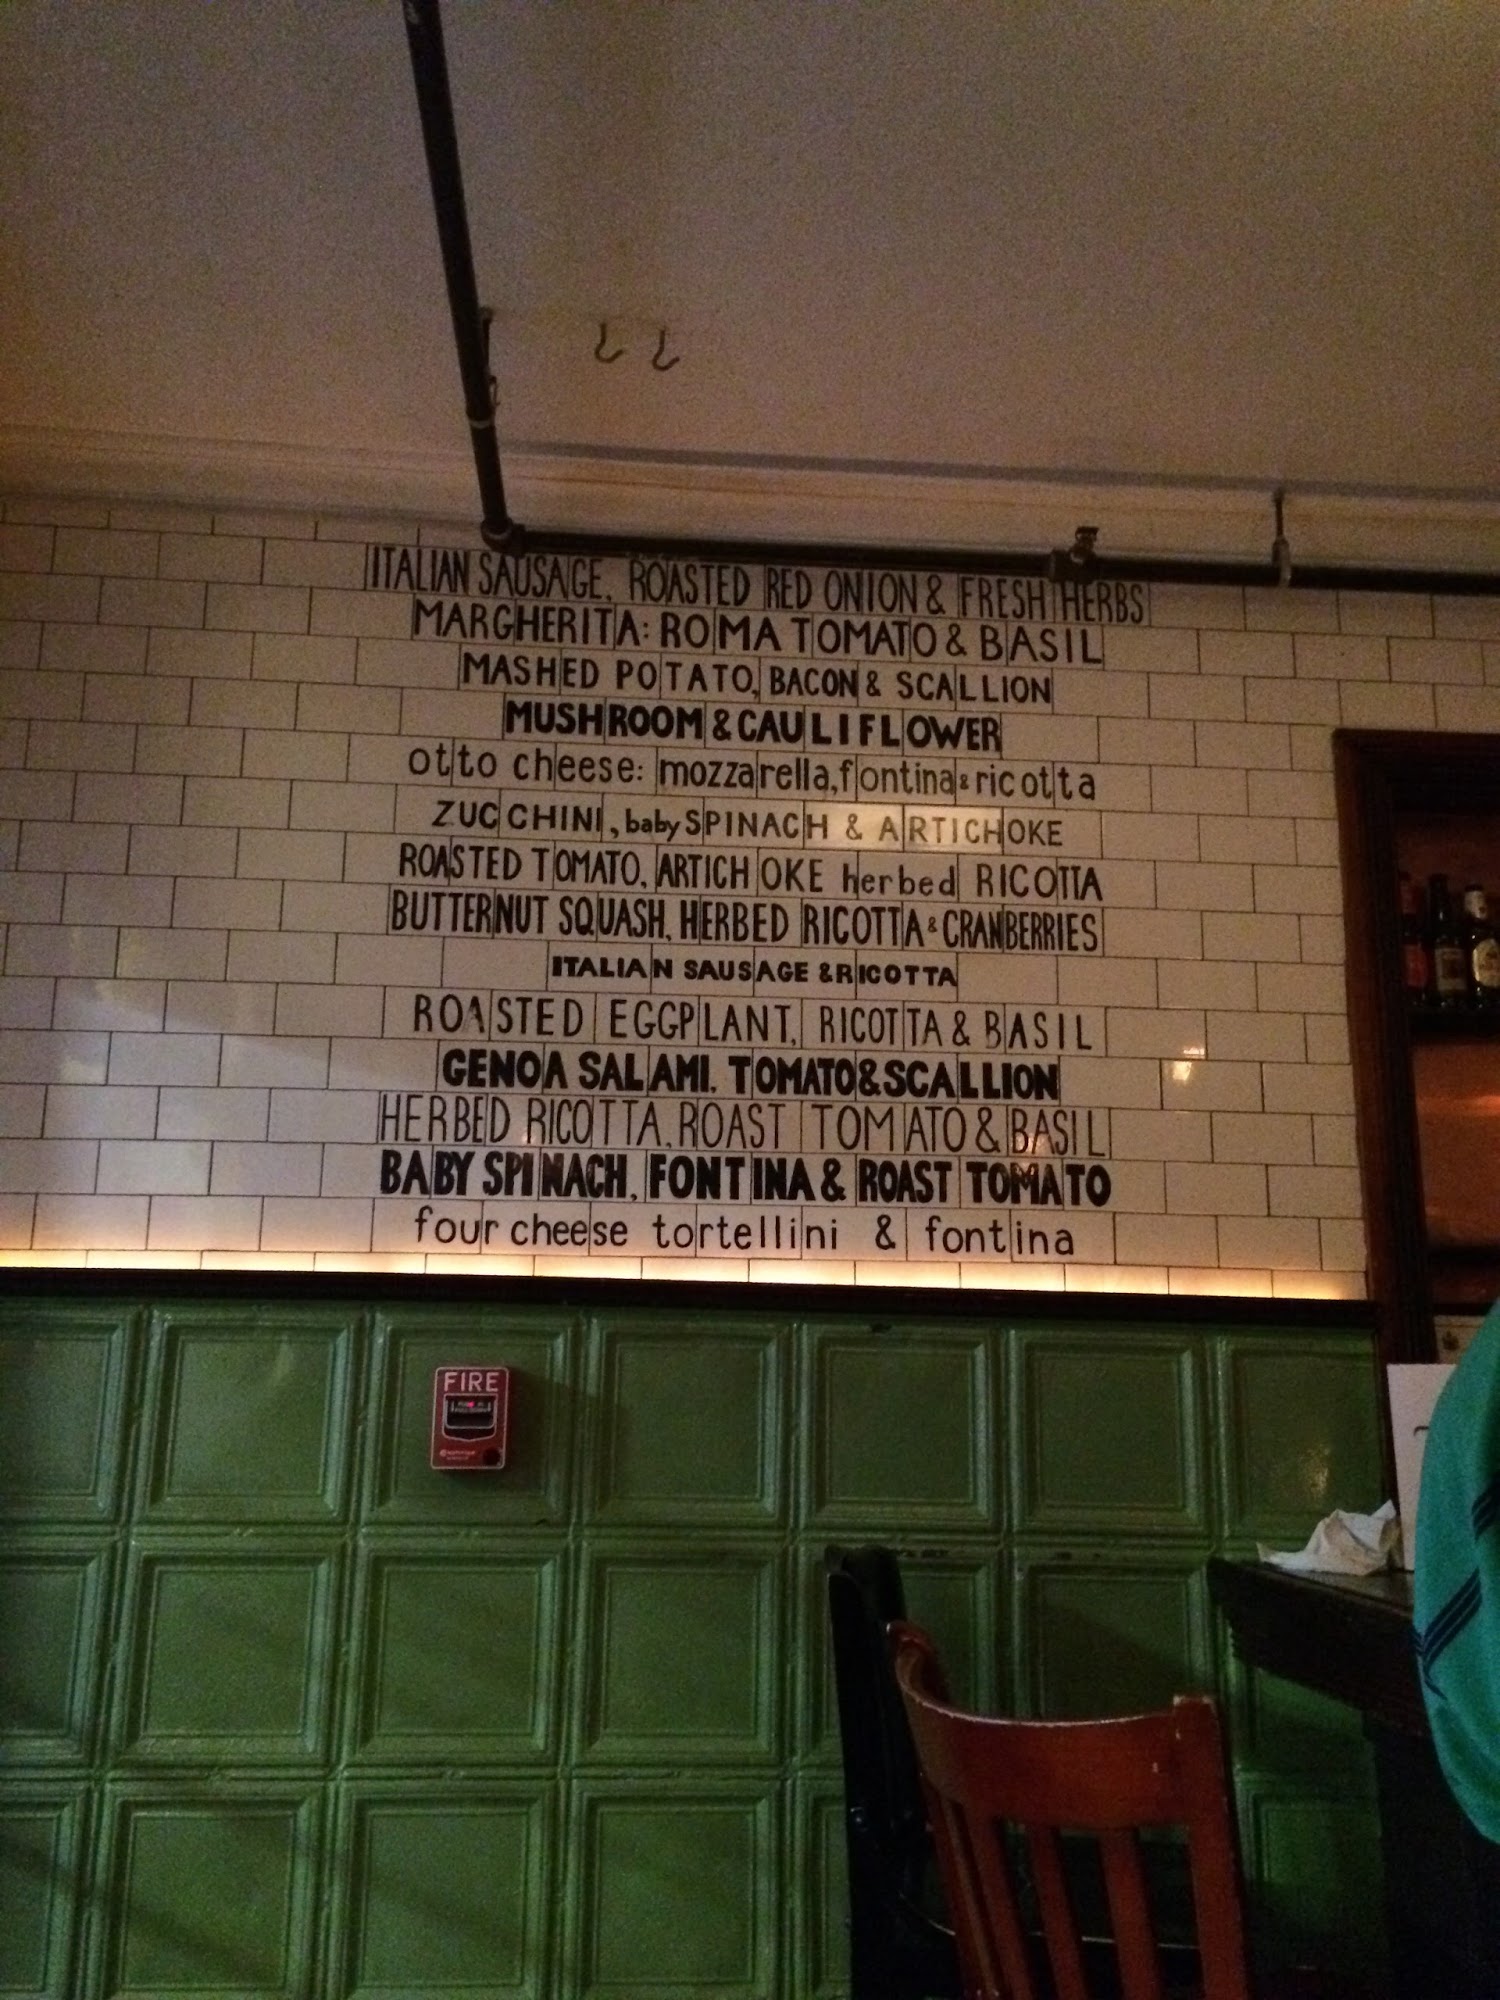 ITALIAN SAUSAGE, ROASTED RED ONION & FRESH HERBS
MARGHERITA: ROMA TOMATO & BASIL
MASHED POTATO, BACON & SCALLION
MUSHROOM & CAULIFLOWER
otto cheese: mozzarella, fontina & ricotta
ZUCCHINI, baby SPINACH & ARTICHOKE
ROASTED TOMATO, ARTICHOKE herbed RICOTTA
BUTTERNUT SQUASH, HERBED RICOTTA & CRANBERRIES
ITALIAN SAUSAGE & RICOTTA
ROASTED EGGPLANT, RICOTTA & BASIL
GENOA SALAMI, TOMATO & SCALLION
HERBED RICOTTA, ROAST TOMATO & BASIL
BABY SPINACH, FONTINA & ROAST TOMATO
four cheese tortellini & fontina
FIRE